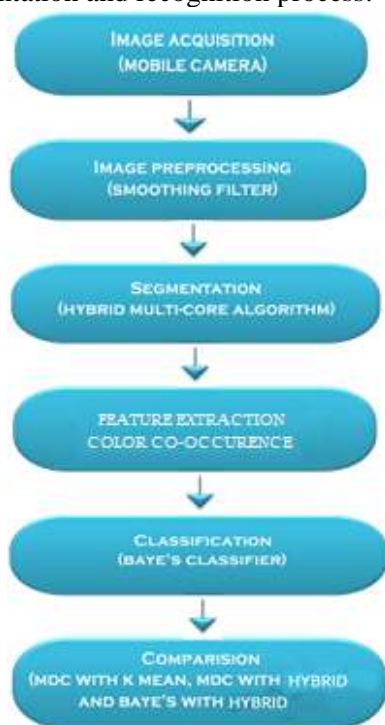 ntation and recognition process.
IMAGE ACQUISITION
(MOBILE CAMERA)
IMAGE PREPROCESSING
(SMOOTHING FILTER)
SEGMENTATION
(HYBRID MULTI-CORE ALGORITHM)
FEATURE EXTRACTION
COLOR CO-OCCURENCE
CLASSIFICATION
(BAYE'S CLASSIFIER)
COMPARISION
(MDC WITH K MEAN, MDC WITH HYBRID
AND BAYE'S WITH HYBRID